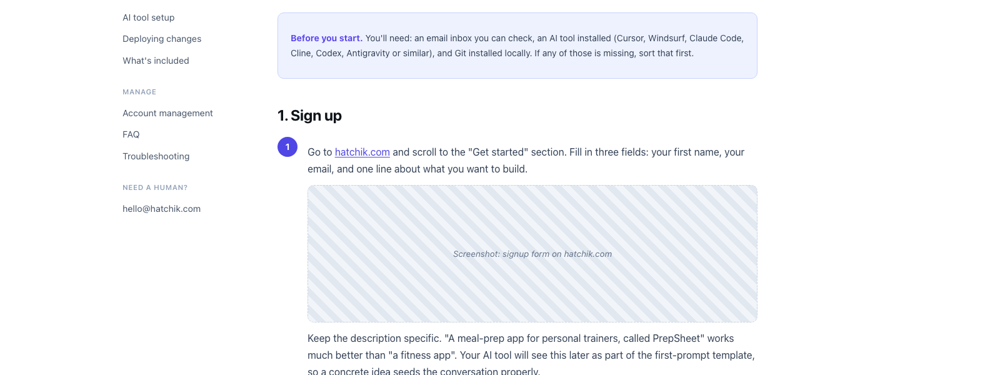 AI tool setup
Deploying changes
What's included
MANAGE
Account management
FAQ
Troubleshooting
NEED A HUMAN?
hello@hatchik.com
Before you start. You'll need: an email inbox you can check, an AI tool installed (Cursor, Windsurf, Claude Code,
Cline, Codex, Antigravity or similar), and Git installed locally. If any of those is missing, sort that first.
1. Sign up
1
Go to hatchik.com and scroll to the "Get started" section. Fill in three fields: your first name, your
email, and one line about what you want to build.
Screenshot: signup form on hatchik.com
Keep the description specific. "A meal-prep app for personal trainers, called PrepSheet" works
much better than "a fitness app". Your AI tool will see this later as part of the first-prompt template,
so a concrete idea seeds the conversation properly.